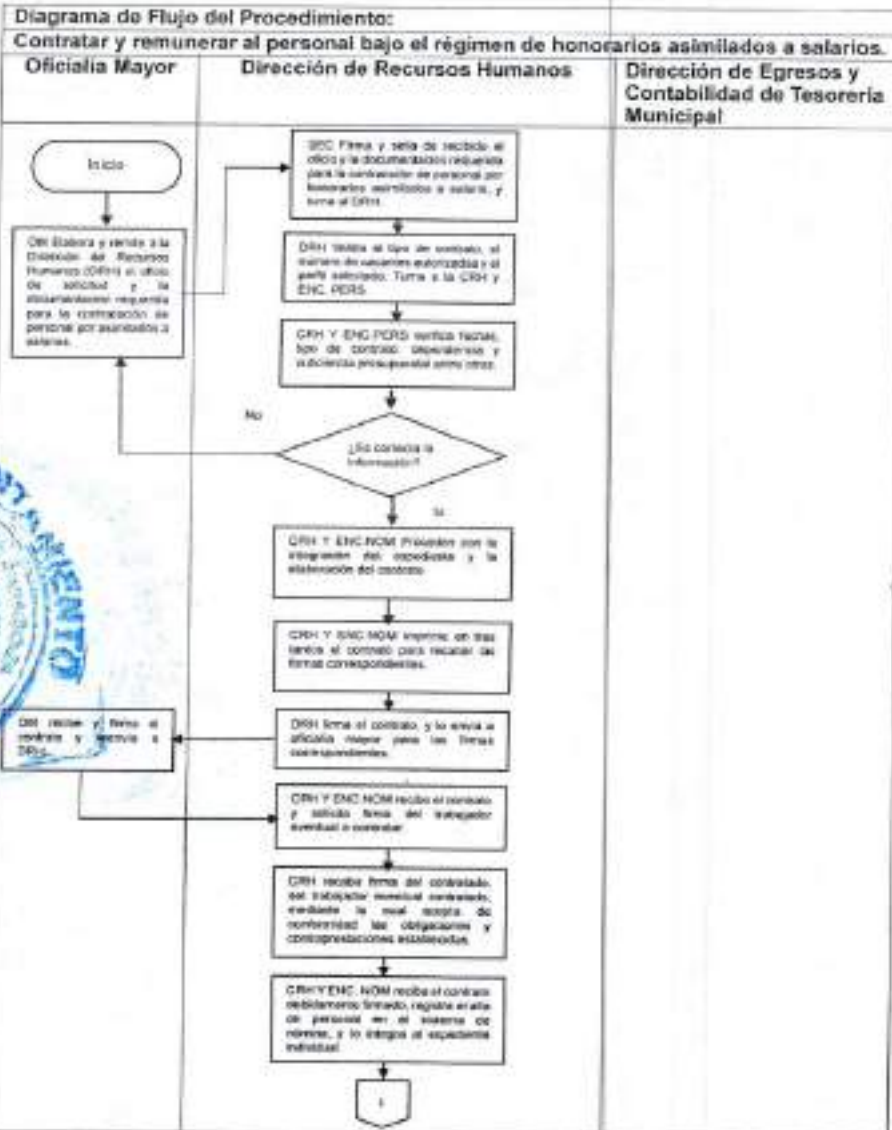 Diagrama de Flujo del Procedimiento:
Contratar y remunerar al personal bajo el régimen de honorarios asimilados a salarios.
Oficialía Mayor
Dirección de Recursos Humanos
Dirección de Egresos y
Contabilidad de Tesorería
Municipal
Inicio
OM Elabora y remite a la
Dirección de Recursos
Humanos (DRH) el oficio
de solicitud y la
documentación requerida
para la contratación de
personal por asimilados a
salarios.
SEC Firma y sella de recibido el
oficio y la documentación requerida
para la contratación de personal por
honorarios asimilados a salario, y
turna al DRH.
DRH el tipo de contrato, el
número de vacantes autorizadas y el
perfil solicitado. Turna a la CRH y
ENC. PERS
CRH Y ENC.PERS verifica fechas,
tipo de contrato, dependencia y
suficiencia presupuestal entre otros.
¿Es correcta la
información?
No
Si
CRH Y ENC.NOM Proceden con la
integración del expediente y la
elaboración del contrato
CRH Y ENC.NOM imprime en tres
tantos el contrato para recabar las
firmas correspondientes.
DRH firma el contrato, y lo envía a
oficialía mayor para las firmas
correspondientes.
OM recibe y firma el
contrato y reenvía a
DRH.
CRH Y ENC.NOM recibe el contrato
y solicita firma del trabajador
eventual a contratar
CRH recaba firma del contratado,
del trabajador eventual contratado,
mediante la cual acepta de
conformidad las obligaciones y
contraprestaciones establecidas.
CRH Y ENC. NOM recibe el contrato
debidamente firmado, registra el alta
de personal en el sistema de
nómina, y lo integra al expediente
individual
1